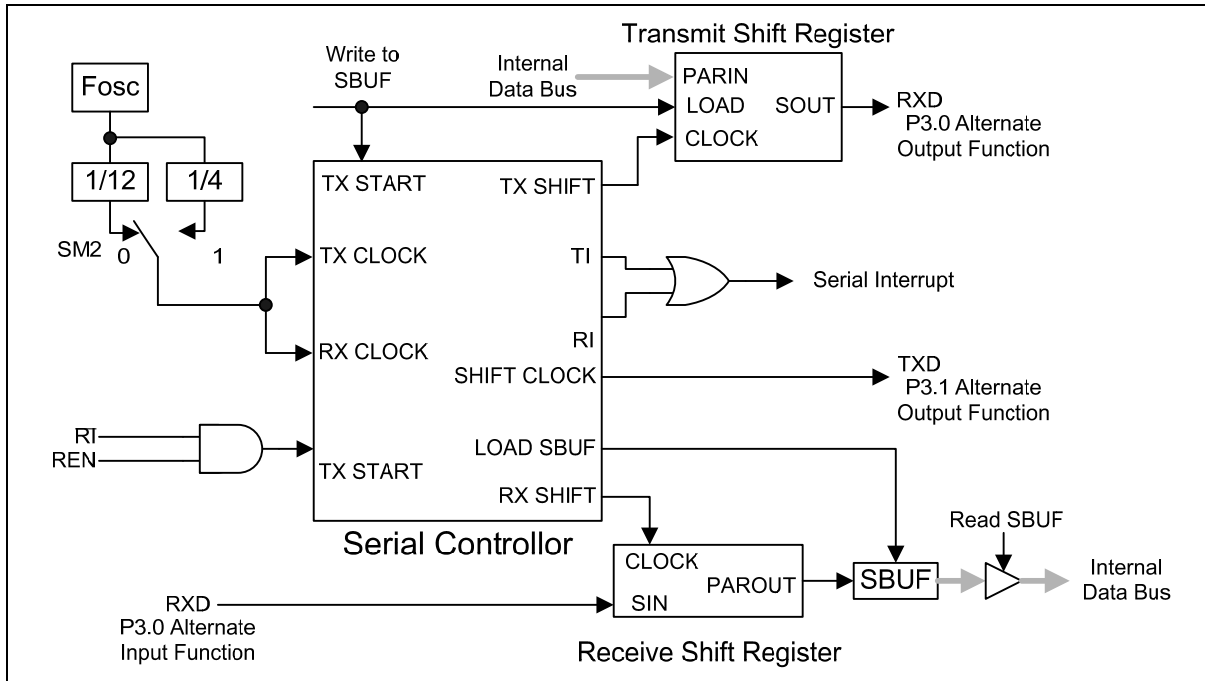 Transmit Shift Register
Write to
SBUF
Internal
Data Bus
Fosc
PARIN
LOAD
SOUT
CLOCK
RXD
P3.0 Alternate
Output Function
1/12
1/4
TX START
TX SHIFT
SM2
0
1
TX CLOCK
TI
Serial Interrupt
RI
RX CLOCK
SHIFT CLOCK
TXD
P3.1 Alternate
Output Function
RI
REN
LOAD SBUF
TX START
RX SHIFT
Serial Controllor
Read SBUF
CLOCK
PAROUT
SIN
SBUF
Internal
Data Bus
RXD
P3.0 Alternate
Input Function
Receive Shift Register